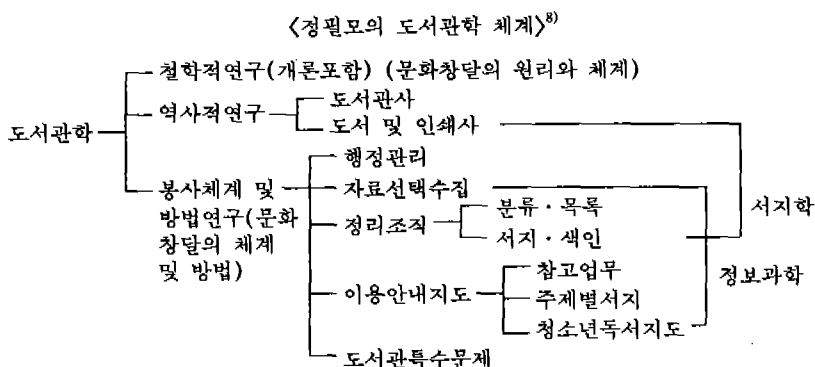 〈정필모의 도서관학 체계〉8)
철학적연구(개론포함) (문화창달의 원리와 체계)
도서관사
역사적연구
도서 및 인쇄사
도서관학
행정관리
봉사체계 및
방법연구(문화
창달의 체계
및 방법)
자료선택수집
분류·목록
정리조직
서지·색인
서지학
참고업무
정보과학
이용안내지도
주제별서지
청소년독서지도
도서관특수문제